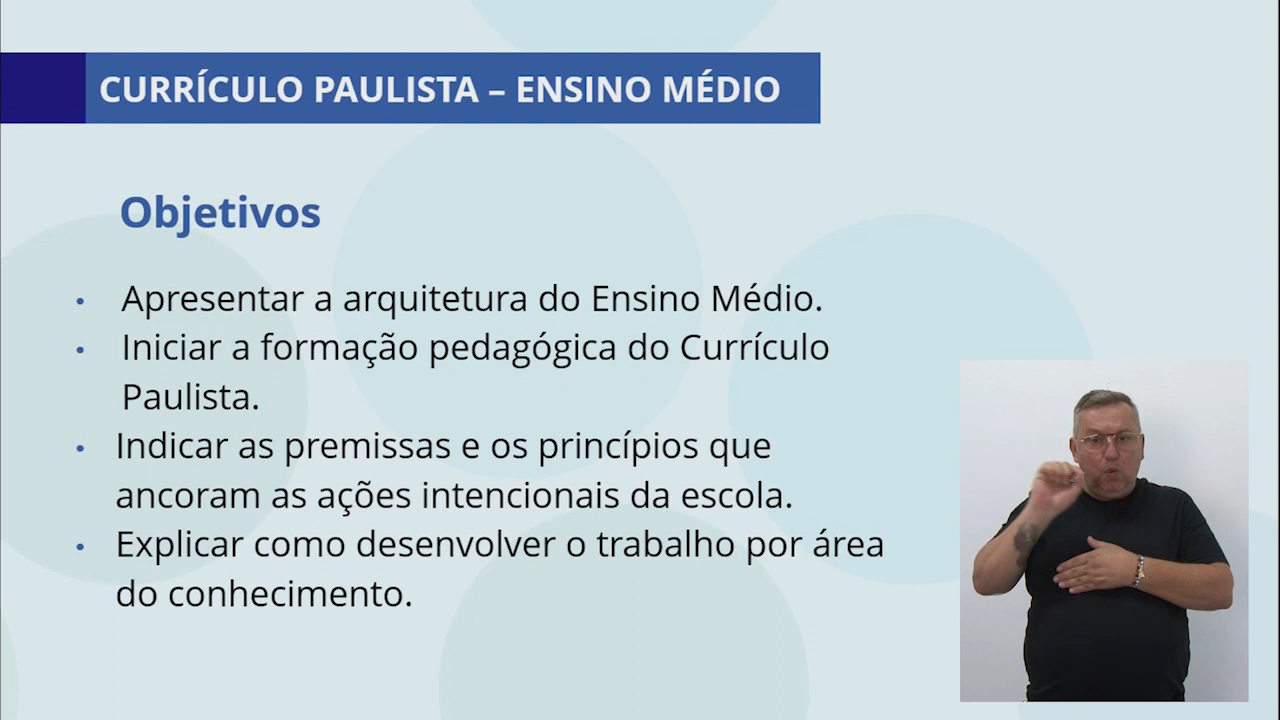 CURRÍCULO PAULISTA – ENSINO MÉDIO
Objetivos
• Apresentar a arquitetura do Ensino Médio.
• Iniciar a formação pedagógica do Currículo
Paulista.
• Indicar as premissas e os princípios que
ancoram as ações intencionais da escola.
• Explicar como desenvolver o trabalho por área
do conhecimento.